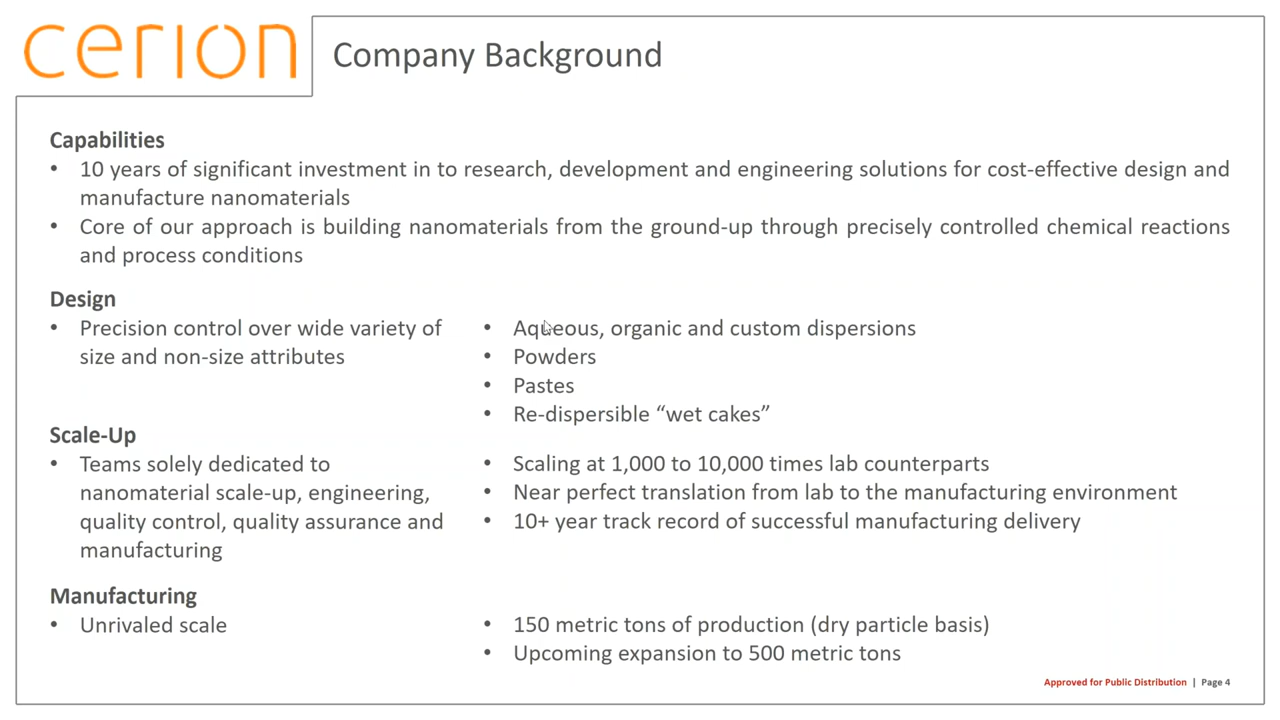 cerion
Company Background
Capabilities
• 10 years of significant investment in to research, development and engineering solutions for cost-effective design and
manufacture nanomaterials
• Core of our approach is building nanomaterials from the ground-up through precisely controlled chemical reactions
and process conditions
Design
• Precision control over wide variety of
size and non-size attributes
• Aqueous, organic and custom dispersions
• Powders
• Pastes
• Re-dispersible “wet cakes”
Scale-Up
• Teams solely dedicated to
nanomaterial scale-up, engineering,
quality control, quality assurance and
manufacturing
• Scaling at 1,000 to 10,000 times lab counterparts
• Near perfect translation from lab to the manufacturing environment
• 10+ year track record of successful manufacturing delivery
Manufacturing
• Unrivaled scale
• 150 metric tons of production (dry particle basis)
• Upcoming expansion to 500 metric tons
Approved for Public Distribution | Page 4